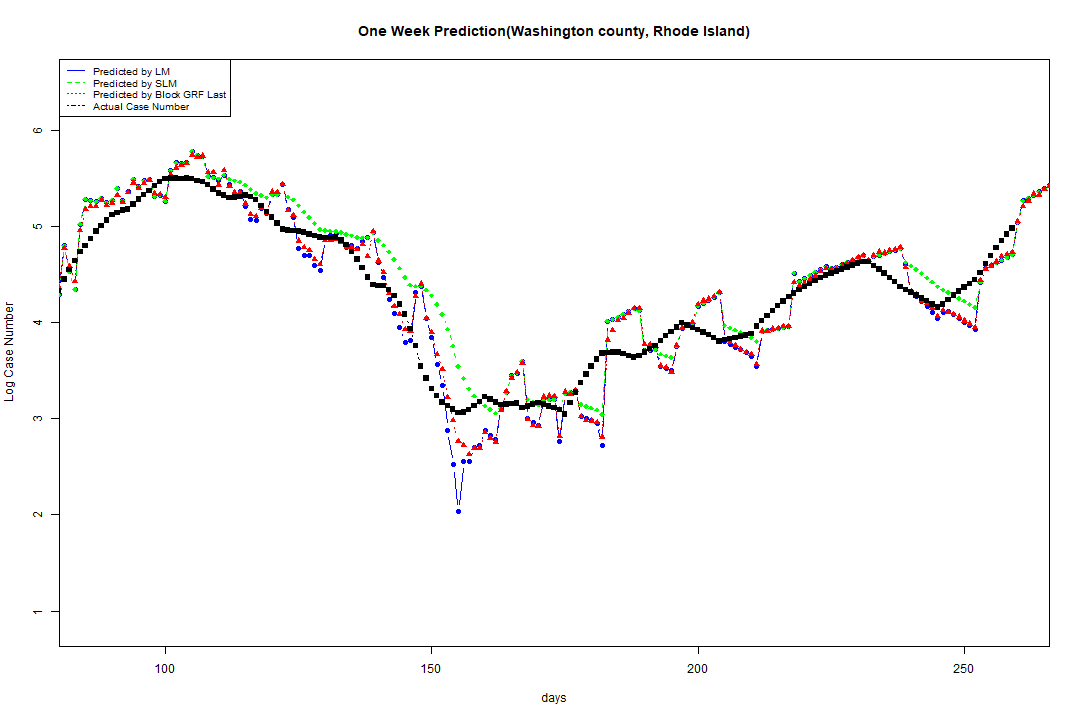 One Week Prediction(Washington county, Rhode Island)
Predicted by LM
Predicted by SLM
Predicted by Block GRF Last
Actual Case Number
6
5
4
3
2
1
Log Case Number
100 150 200 250
days